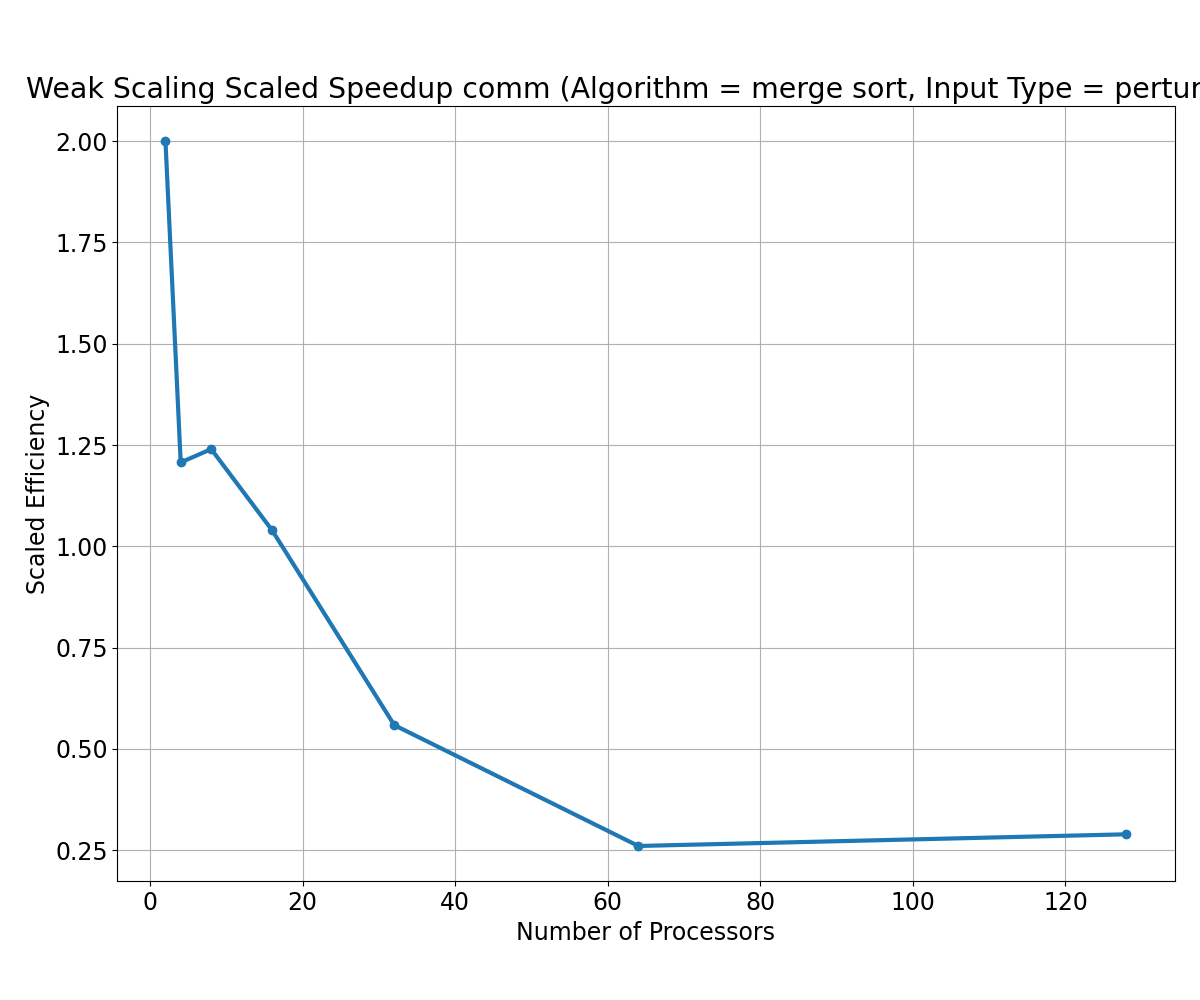 Weak Scaling Scaled Speedup comm (Algorithm = merge sort, Input Type = pertur
2.00
1.75
1.50
1.25
1.00
0.75
0.50
0.25
Scaled Efficiency
0 20 40 60 80 100 120
Number of Processors